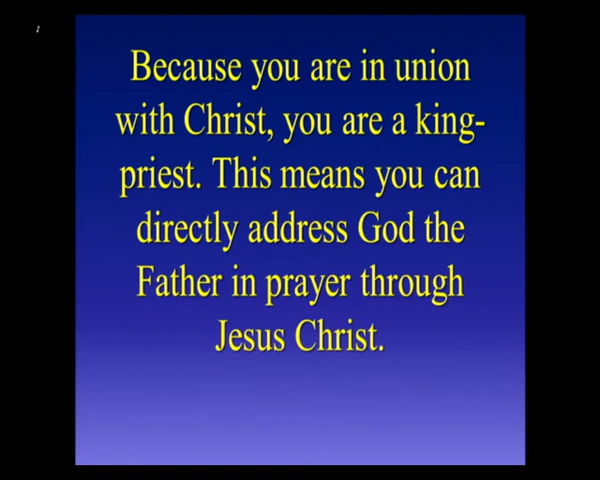 Because you are in union
with Christ, you are a king-
priest. This means you can
directly address God the
Father in prayer through
Jesus Christ.